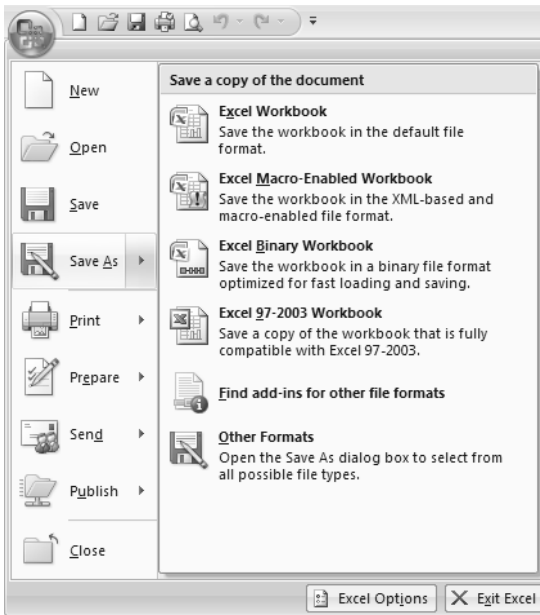 New
Open
Save
Save As
Print
Prepare
Send
Publish
Close
Save a copy of the document
Excel Workbook
Save the workbook in the default file
format.
Excel Macro-Enabled Workbook
Save the workbook in the XML-based and
macro-enabled file format.
Excel Binary Workbook
Save the workbook in a binary file format
optimized for fast loading and saving.
Excel 97-2003 Workbook
Save a copy of the workbook that is fully
compatible with Excel 97-2003.
Find add-ins for other file formats
Other Formats
Open the Save As dialog box to select from
all possible file types.
Excel Options
Exit Excel